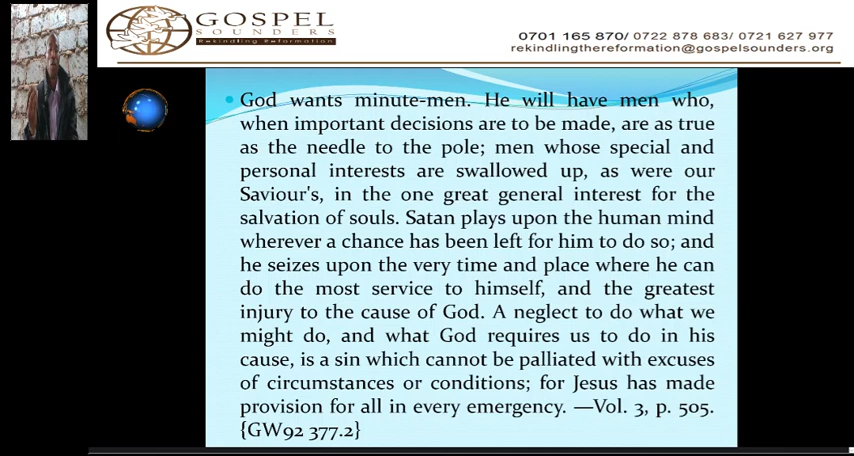 GOSPEL
SOUNDERS
Rekindling Reformation
0701 165 870/ 0722 878 683/ 0721 627 977
rekindlingthereformation@gospelsounders.org
• God wants minute-men. He will have men who,
when important decisions are to be made, are as true
as the needle to the pole; men whose special and
personal interests are swallowed up, as were our
Saviour's, in the one great general interest for the
salvation of souls. Satan plays upon the human mind
wherever a chance has been left for him to do so; and
he seizes upon the very time and place where he can
do the most service to himself, and the greatest
injury to the cause of God. A neglect to do what we
might do, and what God requires us to do in his
cause, is a sin which cannot be palliated with excuses
of circumstances or conditions; for Jesus has made
provision for all in every emergency. —Vol. 3, p. 505.
{GW92 377.2}